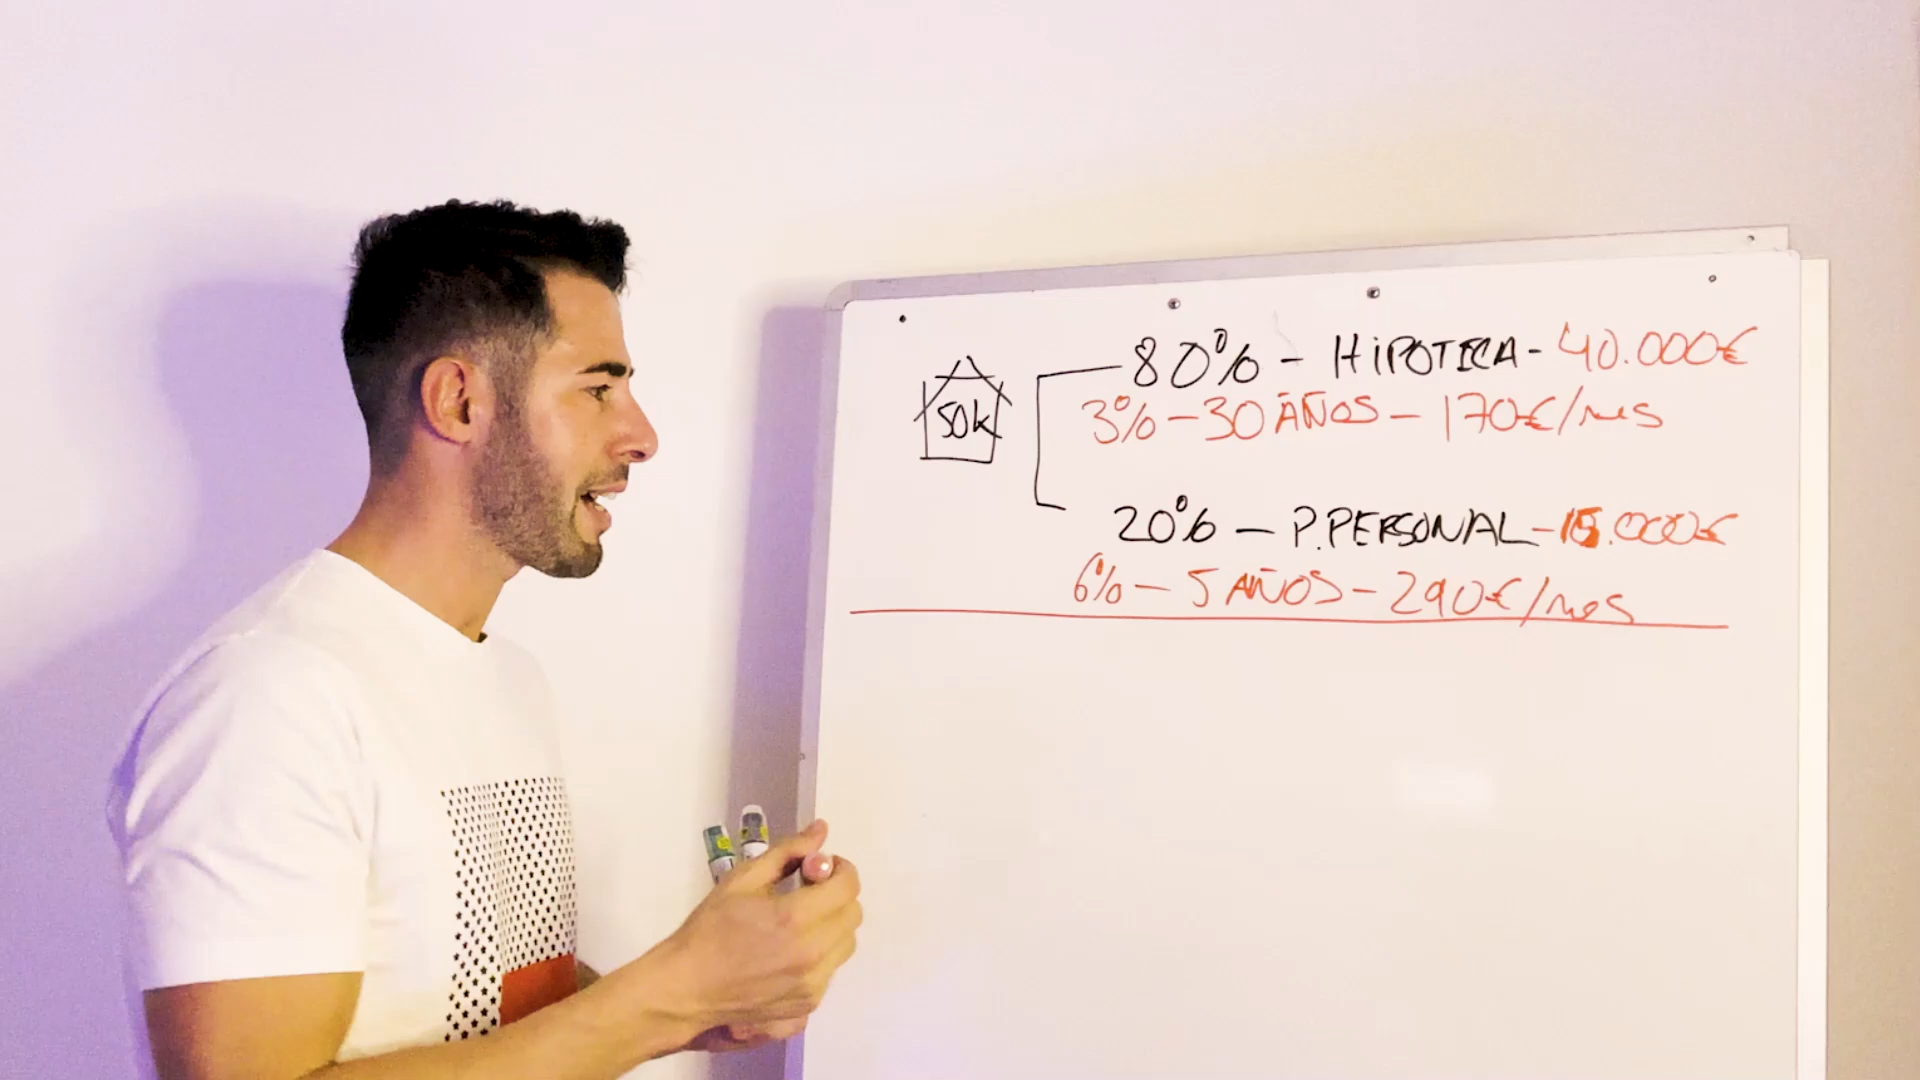 50k
80% - HiPOTECA - 40.000€
3% - 30 AÑOS - 170€/mes
20% - P.PERSONAL - 15.000€
6% - 5 AÑOS - 290€/mes